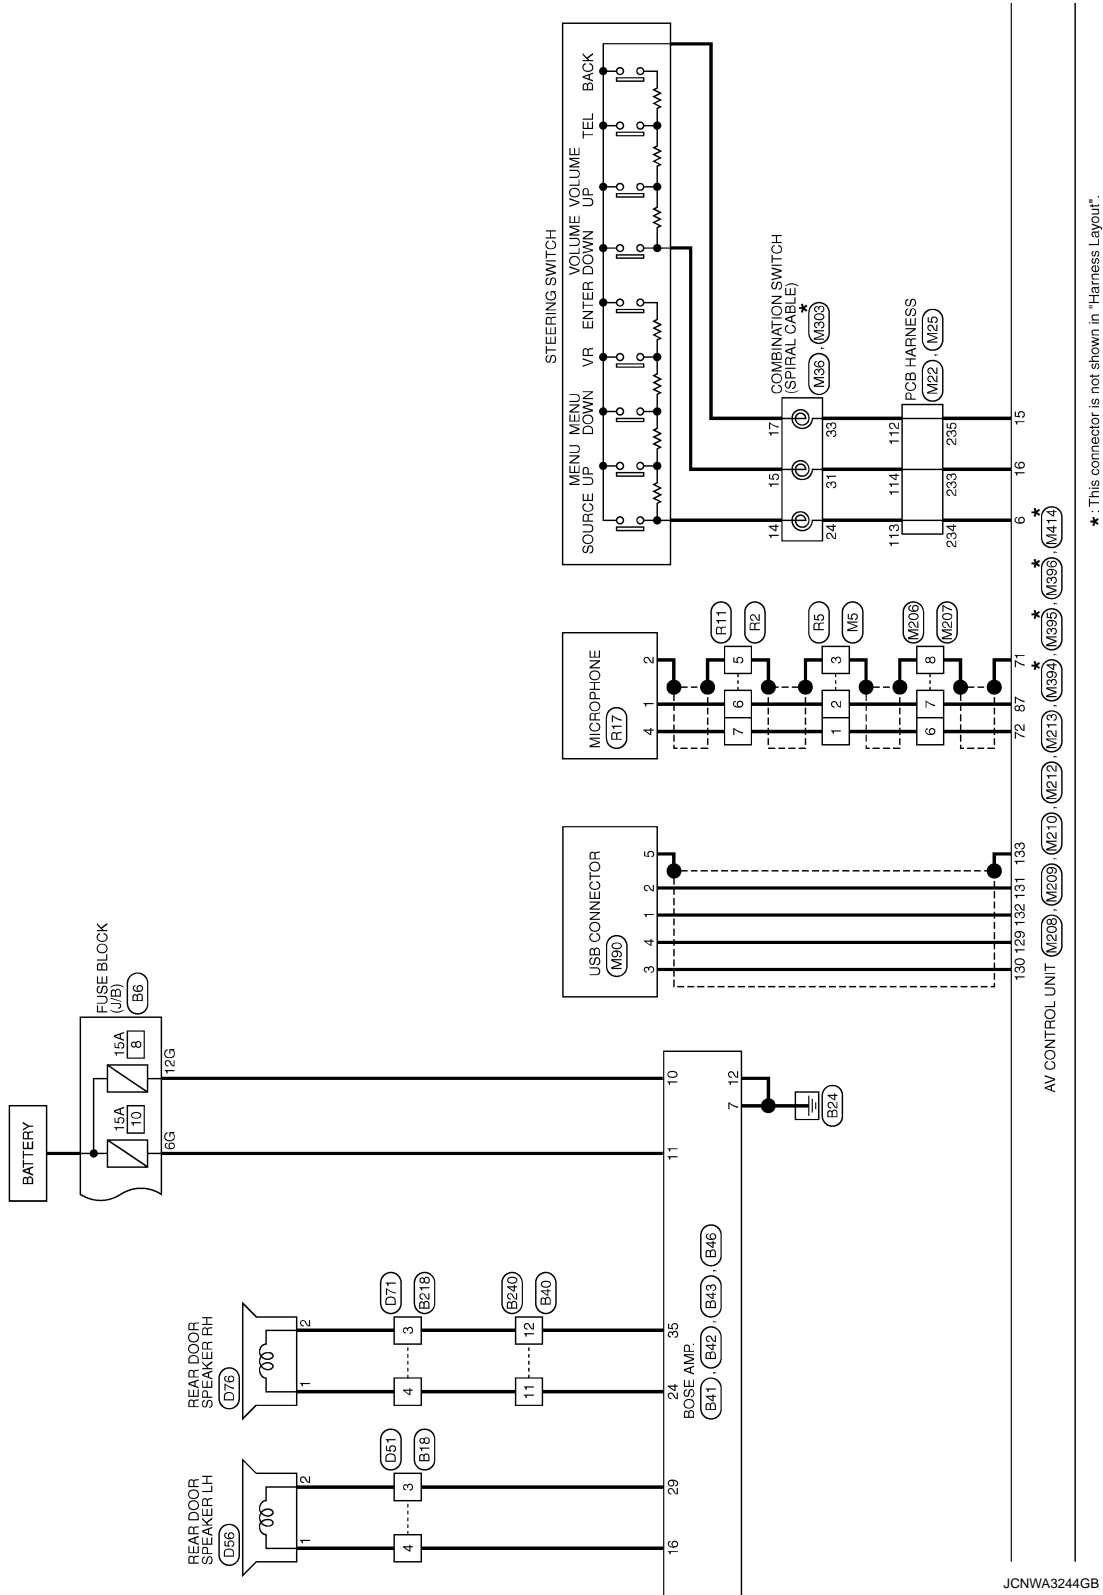 BATTERY
FUSE BLOCK
(J/B)
B6
15A
10
15A
8
6G
12G
REAR DOOR
SPEAKER LH
D56
1
2
4
3
D51
B18
16
29
REAR DOOR
SPEAKER RH
D76
1
2
4
3
D71
B218
11
12
B240
B40
24
35
11
10
BOSE AMP.
B41 , B42 , B43 , B46
7
12
B24
USB CONNECTOR
M90
3
4
1
2
5
130
129
132
131
133
MICROPHONE
R17
4
1
2
7
6
5
R11
R2
1
2
3
R5
M5
6
7
8
M206
M207
72
87
71
STEERING SWITCH
SOURCE
MENU
UP
MENU
DOWN
VR
ENTER
VOLUME
DOWN
VOLUME
UP
TEL
BACK
14
15
17
COMBINATION SWITCH
(SPIRAL CABLE)
M36 , M303 *
24
31
33
113
114
112
PCB HARNESS
M22 , M25
234
233
235
6
16
15
AV CONTROL UNIT M208 , M209 , M210 , M212 , M213 , M394 * , M395 * , M396 * , M414 *
* : This connector is not shown in "Harness Layout".
JCNWA3244GB